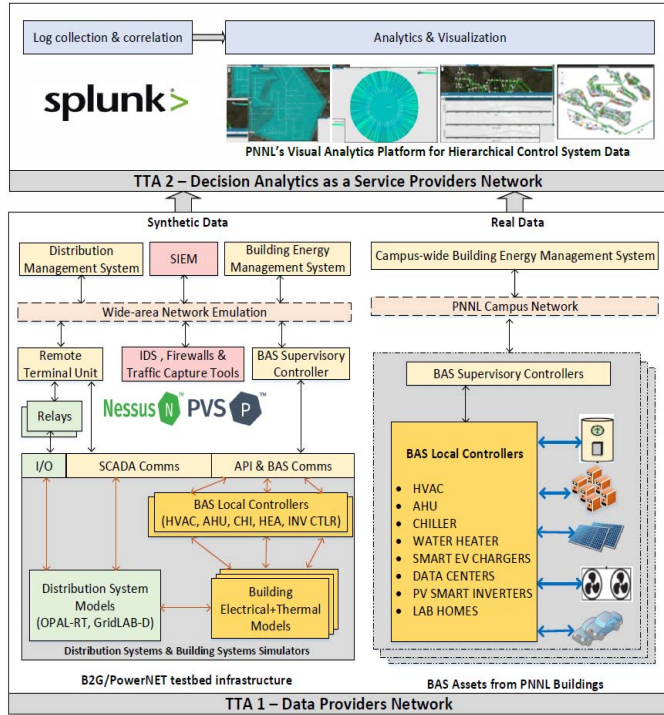 Log collection & correlation
Analytics & Visualization
splunk>
PNNL's Visual Analytics Platform for Hierarchical Control System Data
TTA 2 – Decision Analytics as a Service Providers Network
Synthetic Data
Real Data
Distribution
Management System
SIEM
Building Energy
Management System
Campus-wide Building Energy Management System
Wide-area Network Emulation
PNNL Campus Network
Remote
Terminal Unit
IDS , Firewalls &
Traffic Capture Tools
BAS Supervisory
Controller
BAS Supervisory Controllers
Relays
Nessus N™ PVS P™
I/O
SCADA Comms
API & BAS Comms
BAS Local Controllers
(HVAC, AHU, CHI, HEA, INV CTLR)
Distribution System
Models
(OPAL-RT, GridLAB-D)
Building
Electrical+Thermal
Models
Distribution Systems & Building Systems Simulators
BAS Local Controllers
• HVAC
• AHU
• CHILLER
• WATER HEATER
• SMART EV CHARGERS
• DATA CENTERS
• PV SMART INVERTERS
• LAB HOMES
B2G/PowerNET testbed infrastructure
BAS Assets from PNNL Buildings
TTA 1 – Data Providers Network